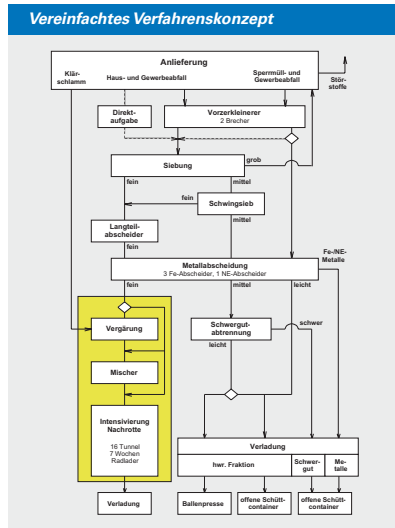 Vereinfachtes Verfahrenskonzept
Anlieferung
Klär-
schlamm
Haus- und Gewerbeabfall
Sperrmüll- und
Gewerbeabfall
Stör-
stoffe
Direkt-
aufgabe
Vorzerkleinerer
2 Brecher
Siebung
grob
fein
mittel
fein
Schwingsieb
Langteil-
abscheider
mittel
fein
Fe-/NE-
Metalle
Metallabscheidung
3 Fe-Abscheider, 1 NE-Abscheider
fein
mittel
leicht
Vergärung
Schwergut-
abtrennung
schwer
leicht
Mischer
Intensivierung
Nachrotte
16 Tunnel
7 Wochen
Radlader
Verladung
hwr. Fraktion
Schwer-
gut
Me-
talle
Verladung
Ballenpresse
offene Schütt-
container
offene Schütt-
container